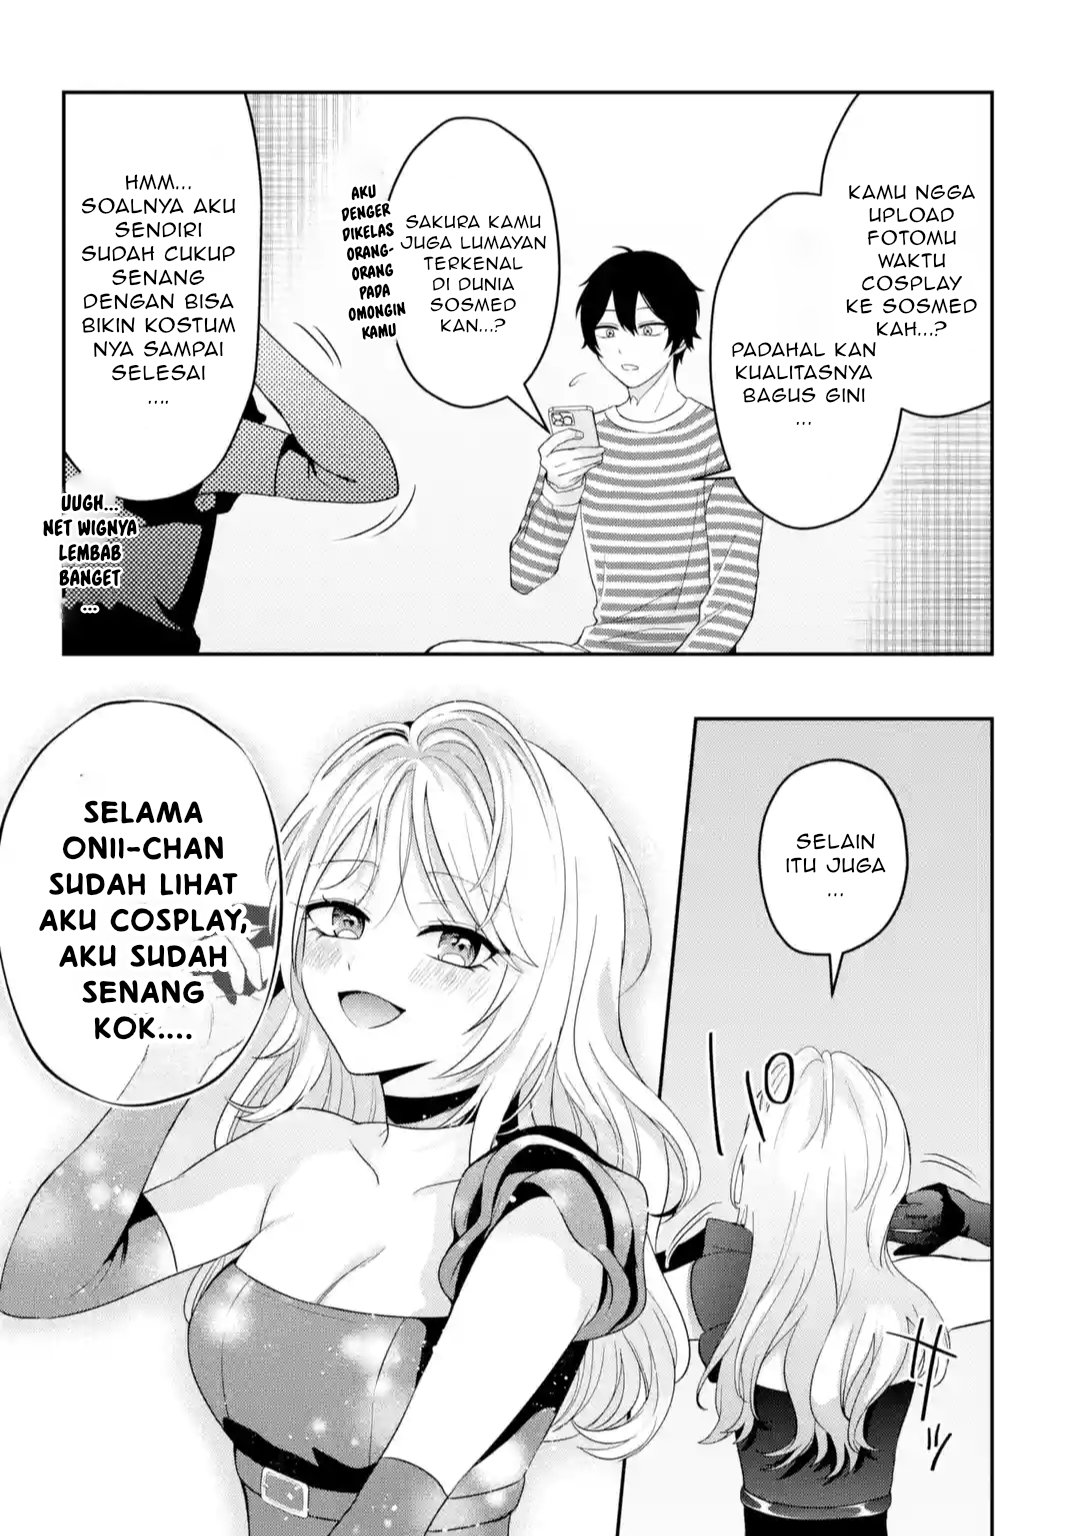 KAMU NGGA
UPLOAD
FOTOMU
WAKTU
COSPLAY
KE SOSMED
KAH...?
PADAHAL KAN
KUALITASNYA
BAGUS GINI
...
SAKURA KAMU
JUGA LUMAYAN
TERKENAL
DI DUNIA
SOSMED
KAN...?
AKU
DENGER
DIKELAS
ORANG-
ORANG
PADA
OMONGIN
KAMU
HMM...
SOALNYA AKU
SENDIRI
SUDAH CUKUP
SENANG
DENGAN BISA
BIKIN KOSTUM
NYA SAMPAI
SELESAI
....
UUGH...
NET WIGNYA
LEMBAB
BANGET
...
SELAIN
ITU JUGA
...
SELAMA
ONII-CHAN
SUDAH LIHAT
AKU COSPLAY,
AKU SUDAH
SENANG
KOK....